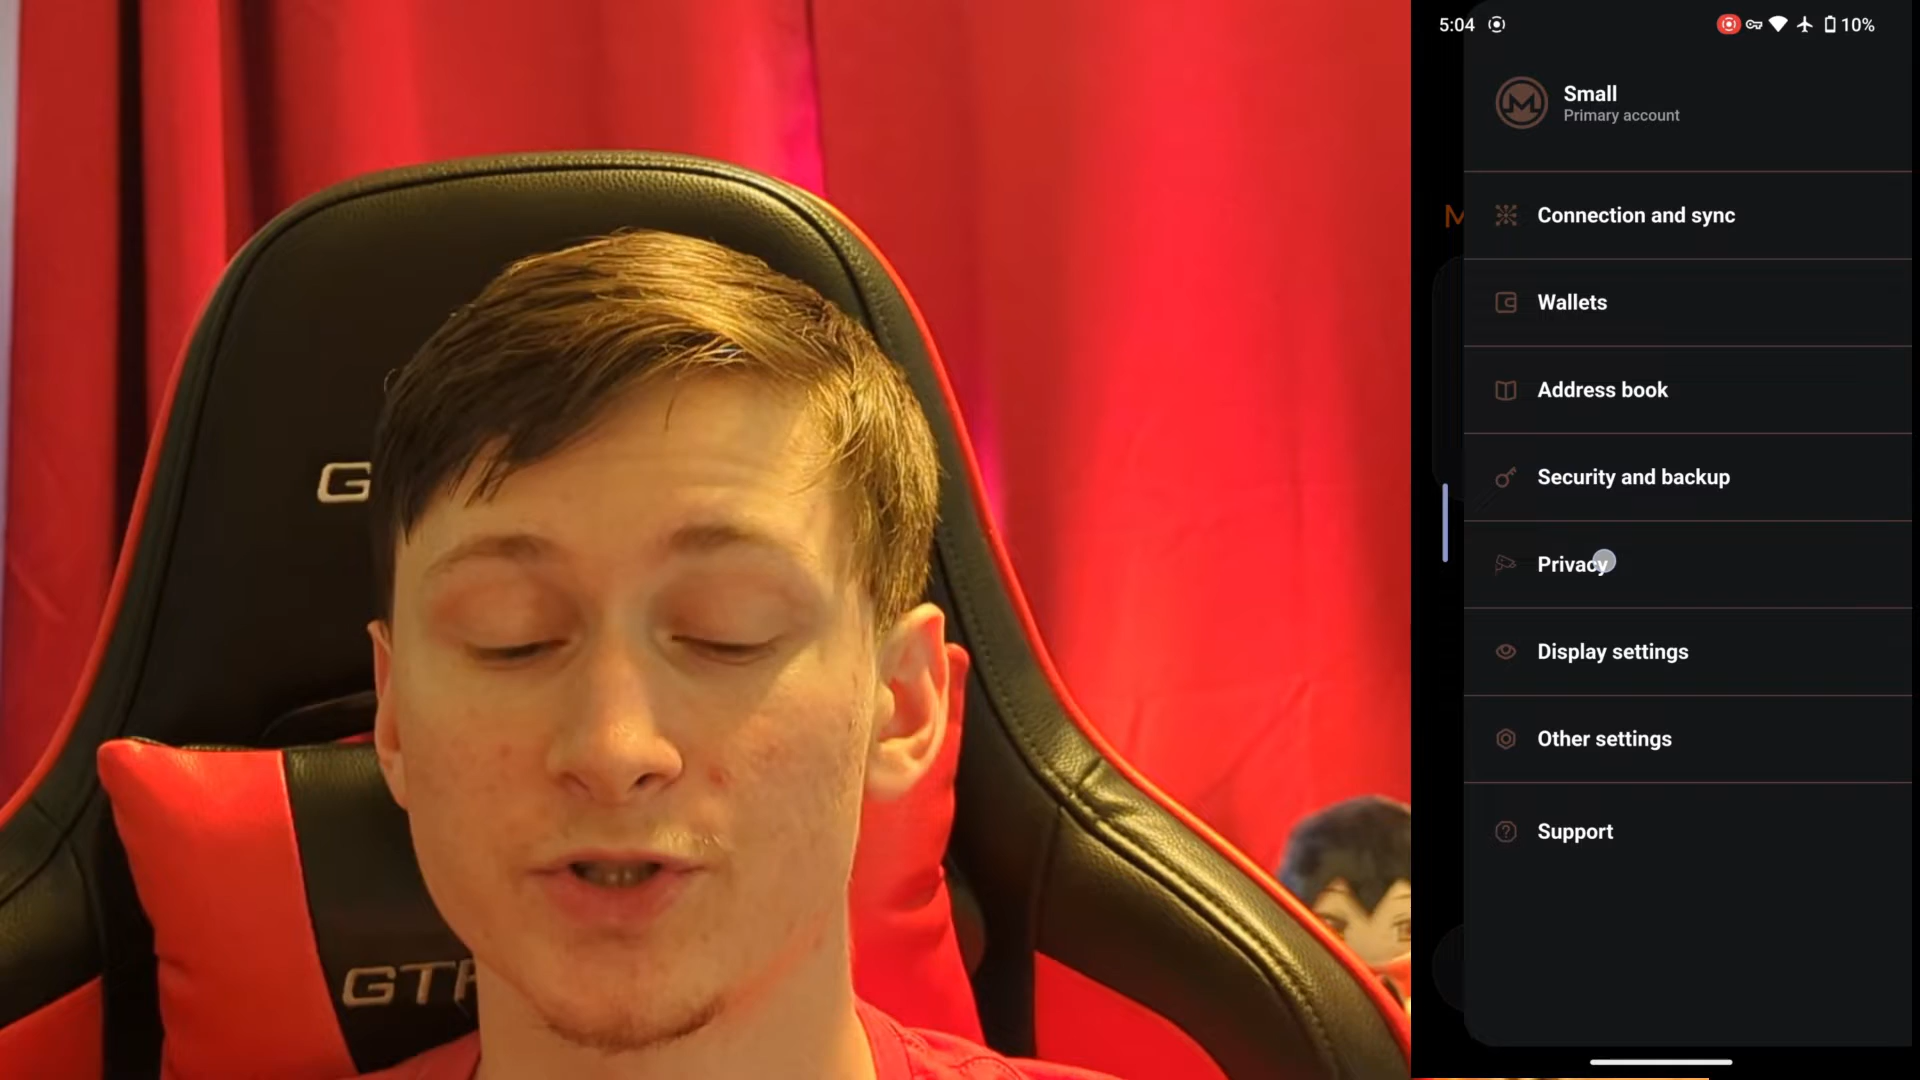 G
GTR
5:04
10%
Small
Primary account
M
Connection and sync
Wallets
Address book
Security and backup
Privacy
Display settings
Other settings
Support